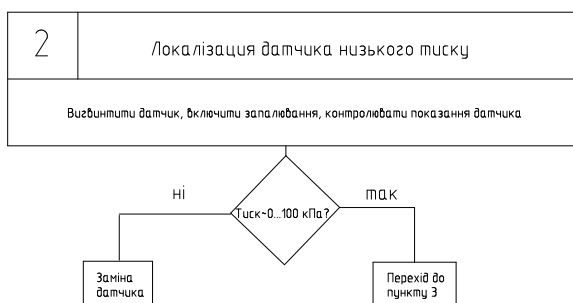 2
Локалізация датчика низького тиску
Вигвинтити датчик, включити запалювання, контролювати показання датчика
ні
так
Тиск~0...100 кПа?
Заміна
датчика
Перехід до
пункту 3